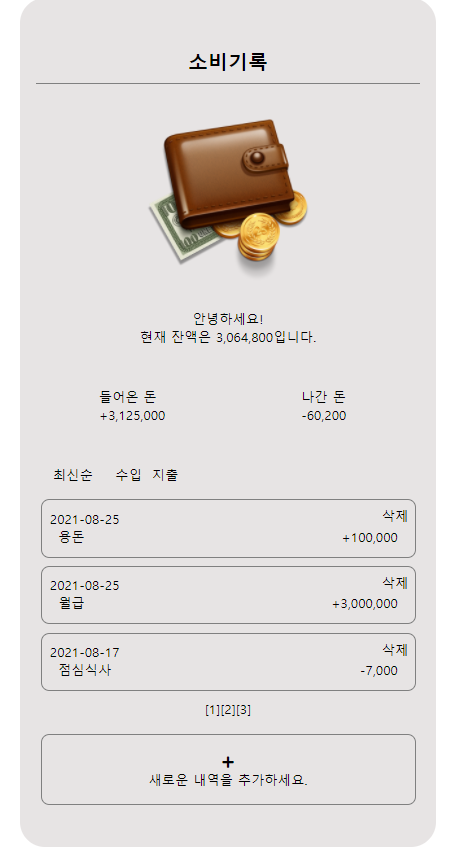 소비기록
안녕하세요!
현재 잔액은 3,064,800입니다.
들어온 돈 나간 돈
+3,125,000 -60,200
최신순 수입 지출
삭제
2021-08-25
용돈 +100,000
삭제
2021-08-25
월급 +3,000,000
삭제
2021-08-17
점심식사 -7,000
[1][2][3]
+
새로운 내역을 추가하세요.